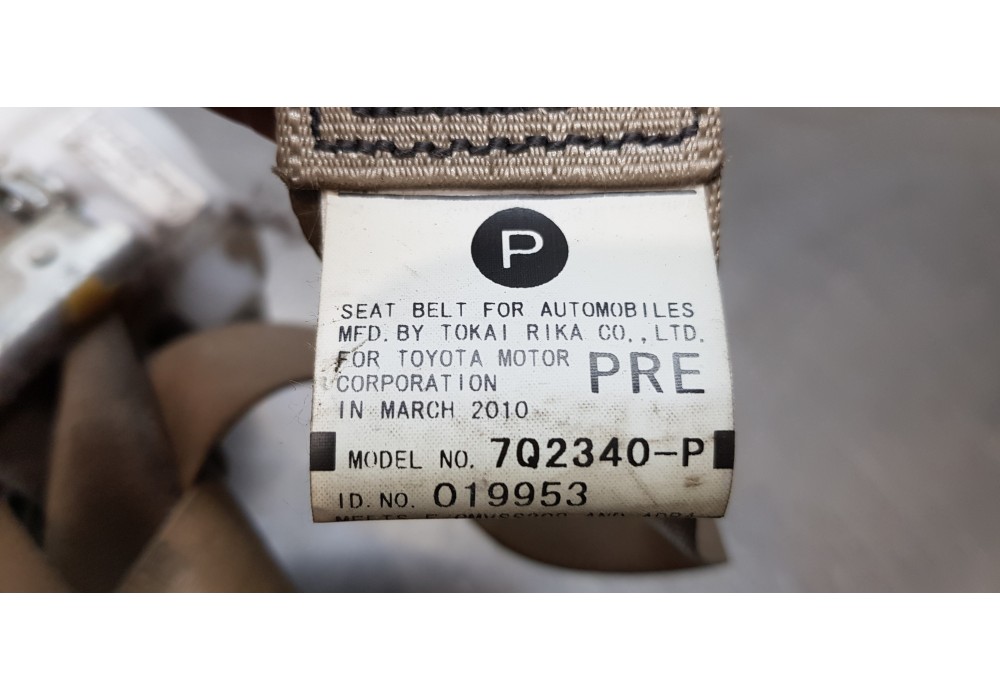 P
SEAT BELT FOR AUTOMOBILES
MFD. BY TOKAI RIKA CO., LTD.
FOR TOYOTA MOTOR
CORPORATION
PRE
IN MARCH 2010
MODEL NO. 7Q2340-P
ID. NO. 019953
MEETS